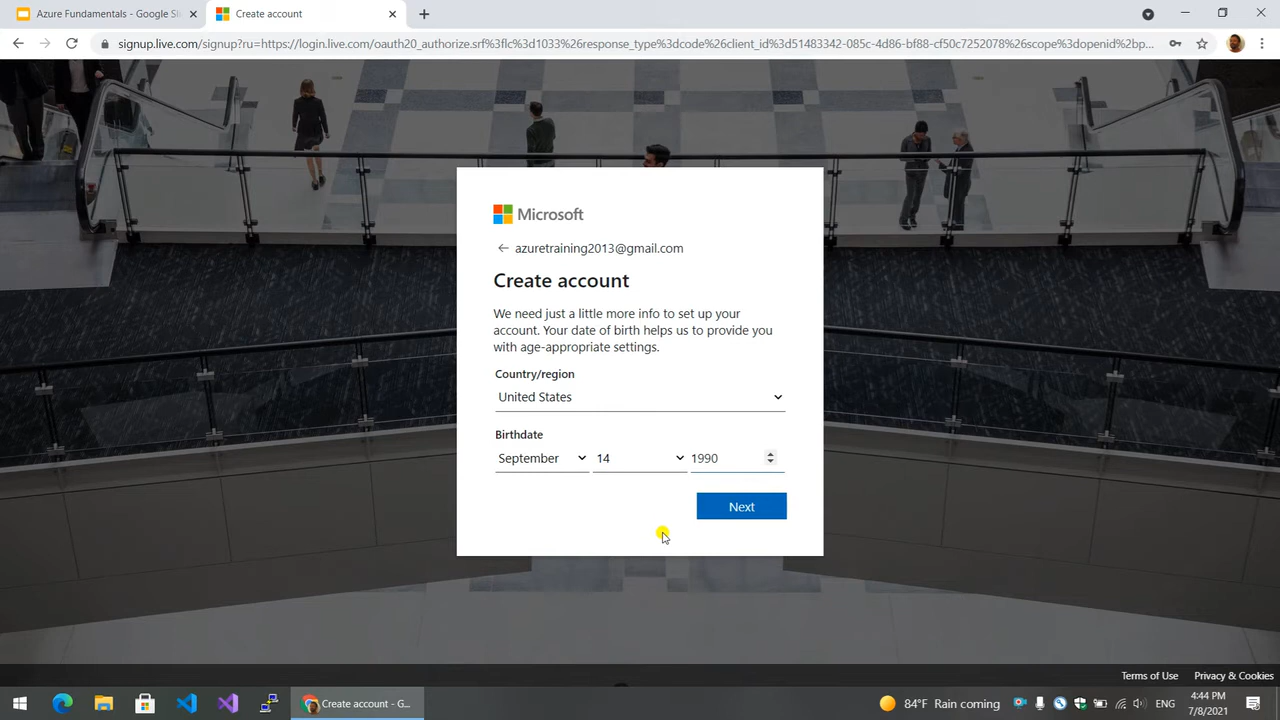 Azure Fundamentals - Google Sli
Create account
signup.live.com/signup?ru=https://login.live.com/oauth20_authorize.srf%3flc%3d1033%26response_type%3dcode%26client_id%3d51483342-085c-4d86-bf88-cf50c7252078%26scope%3dopenid%2bp...
Microsoft
azuretraining2013@gmail.com
Create account
We need just a little more info to set up your
account. Your date of birth helps us to provide you
with age-appropriate settings.
Country/region
United States
Birthdate
September 14 1990
Next
Terms of Use Privacy & Cookies
Create account - G...
84°F Rain coming
ENG
4:44 PM
7/8/2021